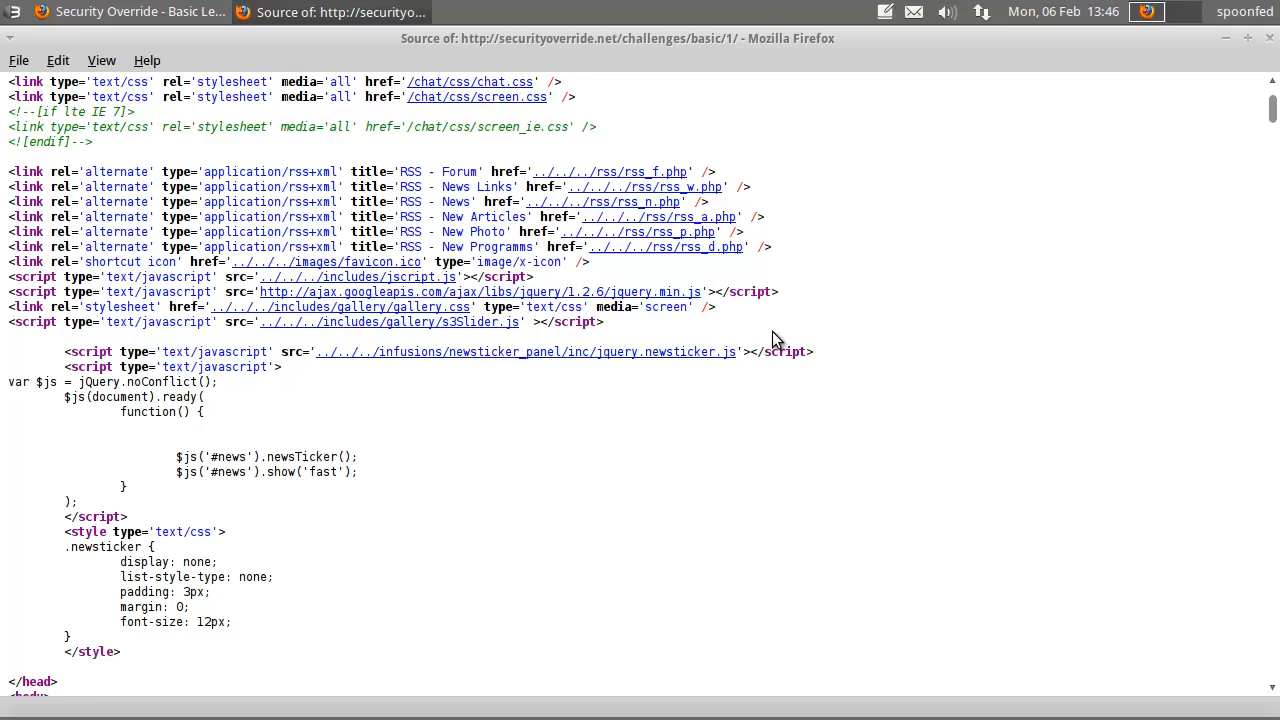 Security Override - Basic Le...
Source of: http://securityo...
Mon, 06 Feb 13:46
spoonfed
Source of: http://securityoverride.net/challenges/basic/1/ - Mozilla Firefox
File Edit View Help
<link type='text/css' rel='stylesheet' media='all' href='/chat/css/chat.css' />
<link type='text/css' rel='stylesheet' media='all' href='/chat/css/screen.css' />
<!--[if lte IE 7]>
<link type='text/css' rel='stylesheet' media='all' href='/chat/css/screen_ie.css' />
<![endif]-->
<link rel='alternate' type='application/rss+xml' title='RSS - Forum' href='../../../rss/rss_f.php' />
<link rel='alternate' type='application/rss+xml' title='RSS - News Links' href='../../../rss/rss_w.php' />
<link rel='alternate' type='application/rss+xml' title='RSS - News' href='../../../rss/rss_n.php' />
<link rel='alternate' type='application/rss+xml' title='RSS - New Articles' href='../../../rss/rss_a.php' />
<link rel='alternate' type='application/rss+xml' title='RSS - New Photo' href='../../../rss/rss_p.php' />
<link rel='alternate' type='application/rss+xml' title='RSS - New Programms' href='../../../rss/rss_d.php' />
<link rel='shortcut icon' href='../../../images/favicon.ico' type='image/x-icon' />
<script type='text/javascript' src='../../../includes/jscript.js'></script>
<script type='text/javascript' src='http://ajax.googleapis.com/ajax/libs/jquery/1.2.6/jquery.min.js'></script>
<link rel='stylesheet' href='../../../includes/gallery/gallery.css' type='text/css' media='screen' />
<script type='text/javascript' src='../../../includes/gallery/s3Slider.js' ></script>
<script type='text/javascript' src='../../../infusions/newsticker_panel/inc/jquery.newsticker.js'></script>
<script type='text/javascript'>
var $js = jQuery.noConflict();
$js(document).ready(
function() {
$js('#news').newsTicker();
$js('#news').show('fast');
}
);
</script>
<style type='text/css'>
.newsticker {
display: none;
list-style-type: none;
padding: 3px;
margin: 0;
font-size: 12px;
}
</style>
</head>
<body>